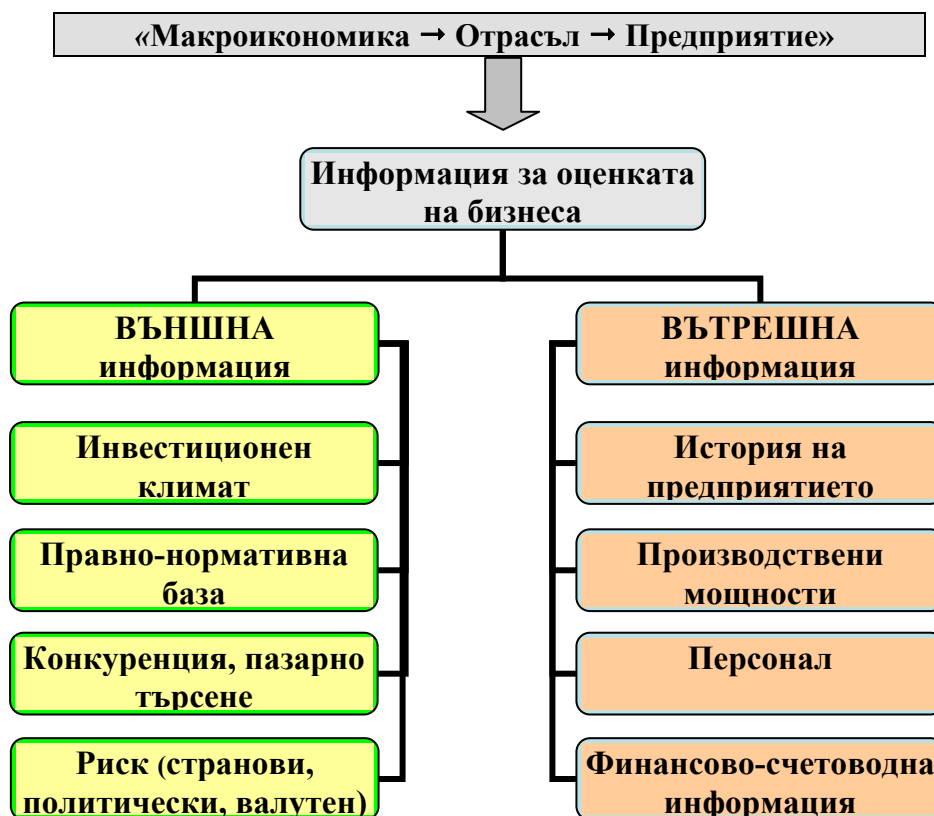 «Макроикономика → Отрасъл → Предприятие»
Информация за оценката
на бизнеса
ВЪНШНА
информация
Инвестиционен
климат
Правно-нормативна
база
Конкуренция, пазарно
търсене
Риск (странови,
политически, валутен)
ВЪТРЕШНА
информация
История на
предприятието
Производствени
мощности
Персонал
Финансово-счетоводна
информация